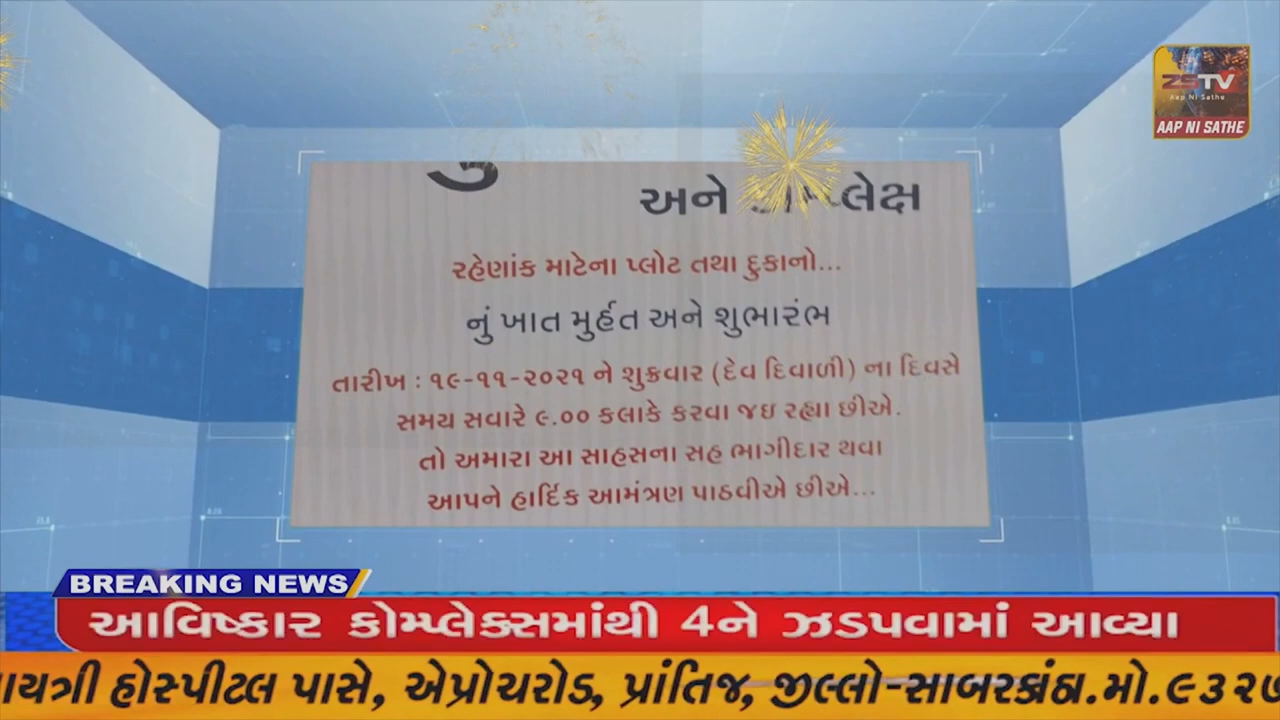 ZSTV
Aap Ni Sathe
AAP NI SATHE
અને
રહેણાંક માટેના પ્લોટ તથા દુકાનો...
નું ખાત મુર્હત અને શુભારંભ
તારીખ : ૧૯-૧૧-૨૦૨૧ ને શુક્રવાર (દેવ દિવાળી) ના દિવસે
સમય સવારે ૯.૦૦ કલાકે કરવા જઇ રહ્યા છીએ.
તો અમારા આ સાહસના સહ ભાગીદાર થવા
આપને હાર્દિક આમંત્રણ પાઠવીએ છીએ...
BREAKING NEWS
આવિષ્કાર કોમ્પ્લેક્સમાંથી 4ને ઝડપવામાં આવ્યા
હોસ્પીટલ પાસે, એપ્રોચરોડ, પ્રાંતિજ, જીલ્લો-સાબરકાંઠા.મો.૯૩૨૭